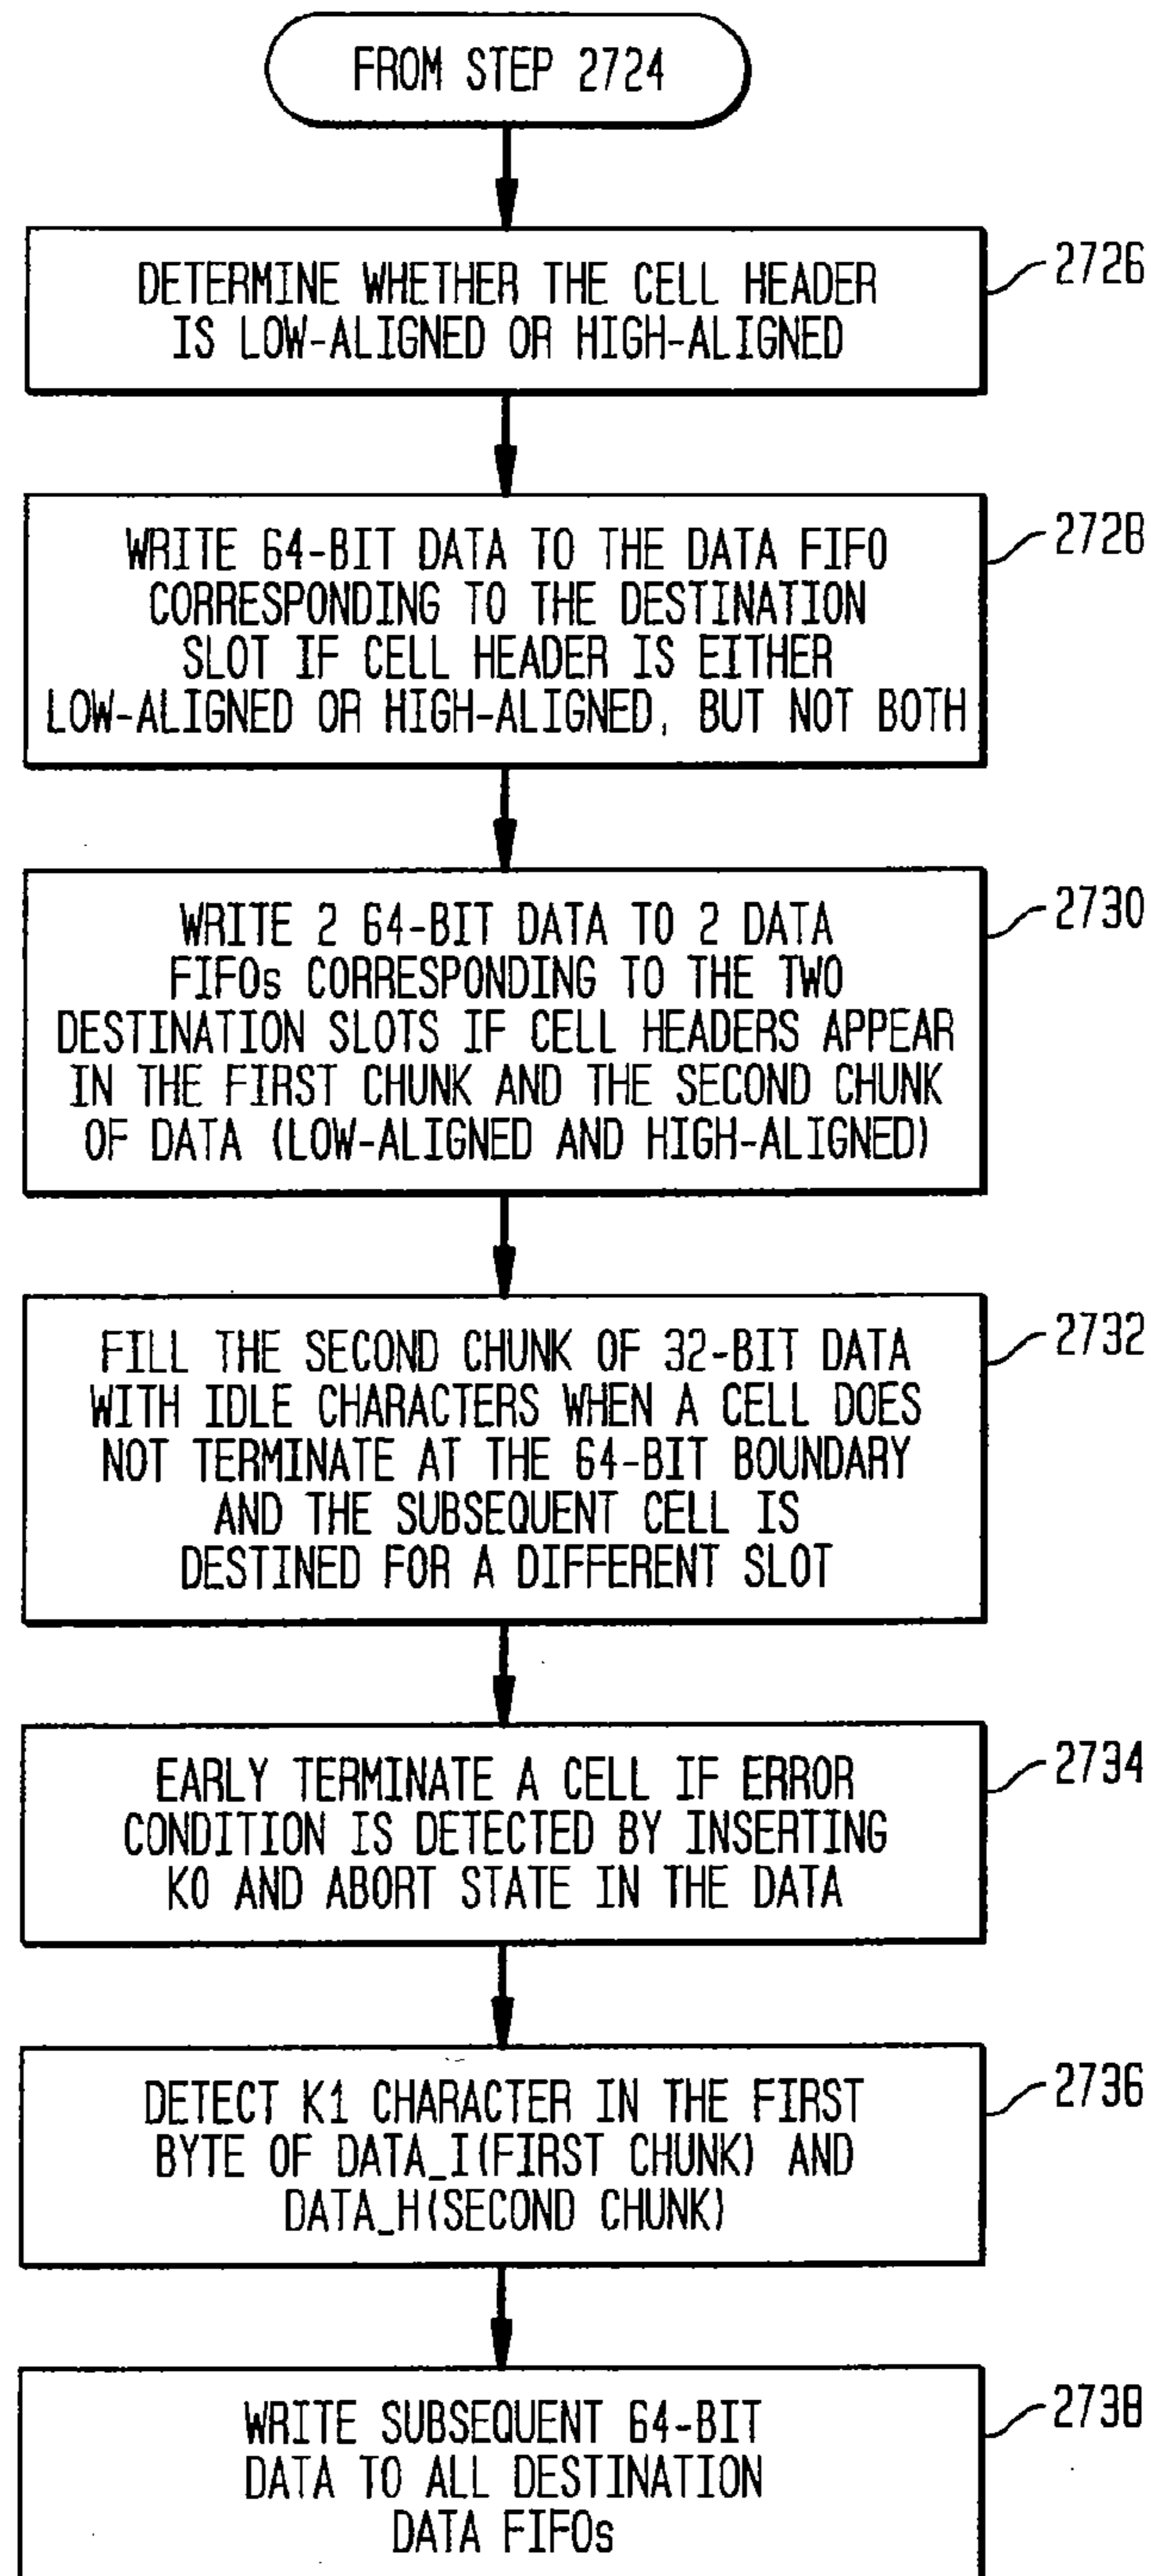 FROM STEP 2724
DETERMINE WHETHER THE CELL HEADER
IS LOW-ALIGNED OR HIGH-ALIGNED
2726
WRITE 64-BIT DATA TO THE DATA FIFO
CORRESPONDING TO THE DESTINATION
SLOT IF CELL HEADER IS EITHER
LOW-ALIGNED OR HIGH-ALIGNED, BUT NOT BOTH
2728
WRITE 2 64-BIT DATA TO 2 DATA
FIFOs CORRESPONDING TO THE TWO
DESTINATION SLOTS IF CELL HEADERS APPEAR
IN THE FIRST CHUNK AND THE SECOND CHUNK
OF DATA (LOW-ALIGNED AND HIGH-ALIGNED)
2730
FILL THE SECOND CHUNK OF 32-BIT DATA
WITH IDLE CHARACTERS WHEN A CELL DOES
NOT TERMINATE AT THE 64-BIT BOUNDARY
AND THE SUBSEQUENT CELL IS
DESTINED FOR A DIFFERENT SLOT
2732
EARLY TERMINATE A CELL IF ERROR
CONDITION IS DETECTED BY INSERTING
K0 AND ABORT STATE IN THE DATA
2734
DETECT K1 CHARACTER IN THE FIRST
BYTE OF DATA_I(FIRST CHUNK) AND
DATA_H(SECOND CHUNK)
2736
WRITE SUBSEQUENT 64-BIT
DATA TO ALL DESTINATION
DATA FIFOs
2738